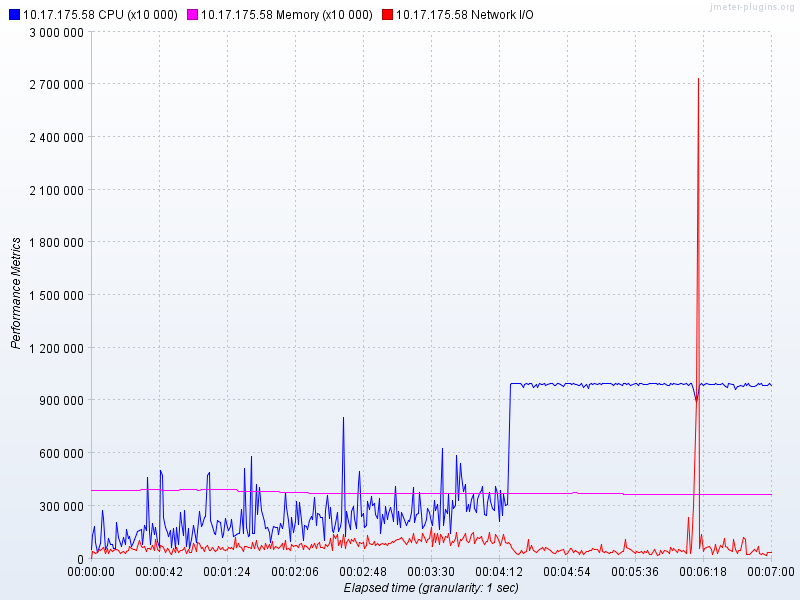 jmeter-plugins.org
10.17.175.58 CPU (x10 000) 10.17.175.58 Memory (x10 000) 10.17.175.58 Network I/O
3 000 000
2 700 000
2 400 000
2 100 000
1 800 000
1 500 000
1 200 000
900 000
600 000
300 000
0
Performance Metrics
00:00:00 00:00:42 00:01:24 00:02:06 00:02:48 00:03:30 00:04:12 00:04:54 00:05:36 00:06:18 00:07:00
Elapsed time (granularity: 1 sec)